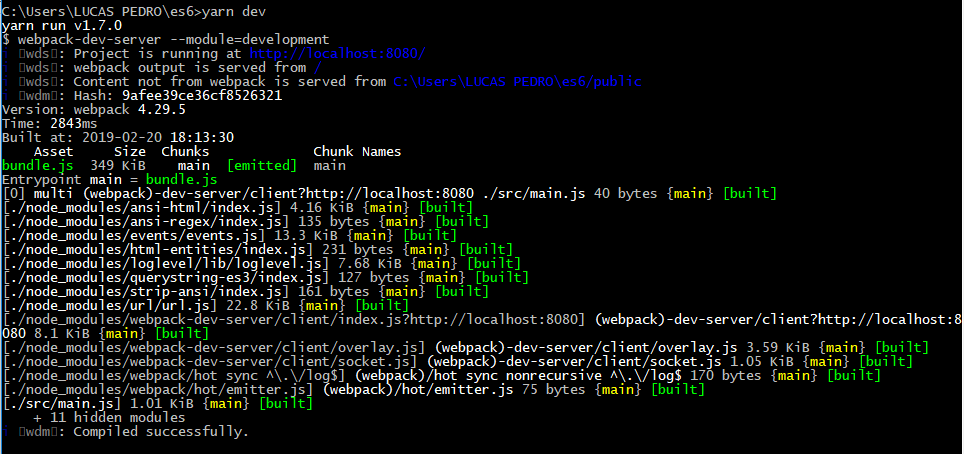 C:\Users\LUCAS PEDRO\es6>yarn dev
yarn run v1.7.0
$ webpack-dev-server --module=development
i ｢wds｣: Project is running at http://localhost:8080/
i ｢wds｣: webpack output is served from /
i ｢wds｣: Content not from webpack is served from C:\Users\LUCAS PEDRO\es6/public
i ｢wdm｣: Hash: 9afee39ce36cf8526321
Version: webpack 4.29.5
Time: 2843ms
Built at: 2019-02-20 18:13:30
    Asset     Size  Chunks             Chunk Names
bundle.js  349 KiB    main  [emitted]  main
Entrypoint main = bundle.js
[0] multi (webpack)-dev-server/client?http://localhost:8080 ./src/main.js 40 bytes {main} [built]
[./node_modules/ansi-html/index.js] 4.16 KiB {main} [built]
[./node_modules/ansi-regex/index.js] 135 bytes {main} [built]
[./node_modules/events/events.js] 13.3 KiB {main} [built]
[./node_modules/html-entities/index.js] 231 bytes {main} [built]
[./node_modules/loglevel/lib/loglevel.js] 7.68 KiB {main} [built]
[./node_modules/querystring-es3/index.js] 127 bytes {main} [built]
[./node_modules/strip-ansi/index.js] 161 bytes {main} [built]
[./node_modules/url/url.js] 22.8 KiB {main} [built]
[./node_modules/webpack-dev-server/client/index.js?http://localhost:8080] (webpack)-dev-server/client?http://localhost:8
080 8.1 KiB {main} [built]
[./node_modules/webpack-dev-server/client/overlay.js] (webpack)-dev-server/client/overlay.js 3.59 KiB {main} [built]
[./node_modules/webpack-dev-server/client/socket.js] (webpack)-dev-server/client/socket.js 1.05 KiB {main} [built]
[./node_modules/webpack/hot sync ^\.\/log$] (webpack)/hot sync nonrecursive ^\.\/log$ 170 bytes {main} [built]
[./node_modules/webpack/hot/emitter.js] (webpack)/hot/emitter.js 75 bytes {main} [built]
[./src/main.js] 1.01 KiB {main} [built]
    + 11 hidden modules
i ｢wdm｣: Compiled successfully.